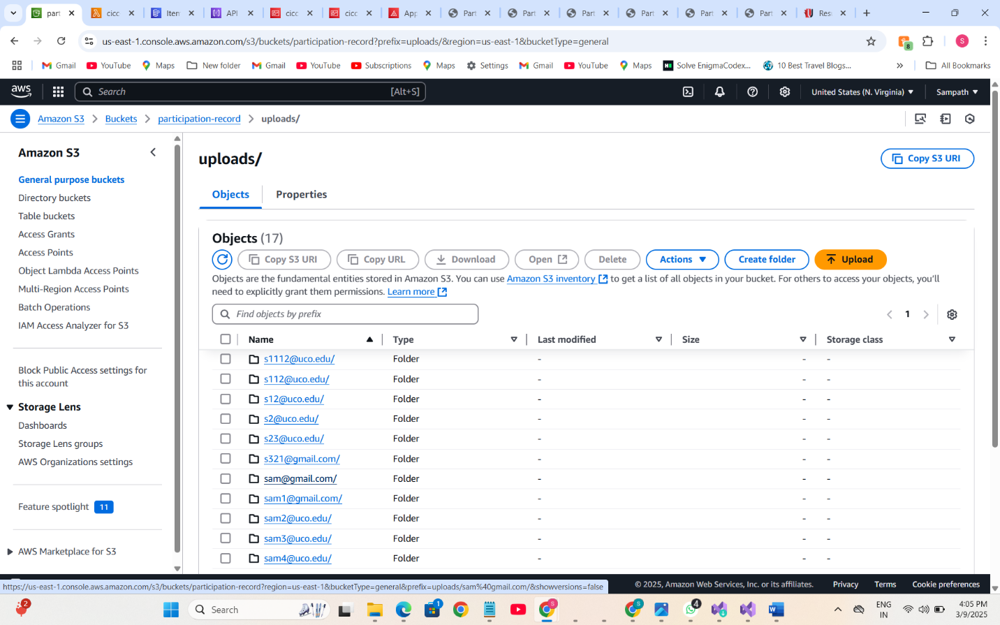 part
cicc
Iten
API
cicc
cicc
App
Part
Part
Part
Part
Part
Part
Res
us-east-1.console.aws.amazon.com/s3/buckets/participation-record?prefix=uploads/&region=us-east-1&bucketType=general
8
S
Gmail
YouTube
Maps
New folder
Gmail
YouTube
Subscriptions
Maps
Settings
Gmail
YouTube
Maps
Solve EnigmaCodex...
10 Best Travel Blogs...
All Bookmarks
aws
Search
[Alt+S]
United States (N. Virginia)
Sampath
Amazon S3
Buckets
participation-record
uploads/
Amazon S3
General purpose buckets
Directory buckets
Table buckets
Access Grants
Access Points
Object Lambda Access Points
Multi-Region Access Points
Batch Operations
IAM Access Analyzer for S3
Block Public Access settings for
this account
Storage Lens
Dashboards
Storage Lens groups
AWS Organizations settings
Feature spotlight 11
AWS Marketplace for S3
uploads/
Copy S3 URI
Objects
Properties
Objects (17)
Copy S3 URI
Copy URL
Download
Open
Delete
Actions
Create folder
Upload
Objects are the fundamental entities stored in Amazon S3. You can use Amazon S3 inventory to get a list of all objects in your bucket. For others to access your objects, you'll
need to explicitly grant them permissions. Learn more
Find objects by prefix
1
Name Type Last modified Size Storage class
s1112@uco.edu/ Folder - - -
s112@uco.edu/ Folder - - -
s12@uco.edu/ Folder - - -
s2@uco.edu/ Folder - - -
s23@uco.edu/ Folder - - -
s321@gmail.com/ Folder - - -
sam@gmail.com/ Folder - - -
sam1@gmail.com/ Folder - - -
sam2@uco.edu/ Folder - - -
sam3@uco.edu/ Folder - - -
sam4@uco.edu/ Folder - - -
https://us-east-1.console.aws.amazon.com/s3/buckets/participation-record?region=us-east-1&bucketType=general&prefix=uploads/sam%40gmail.com/&showversions=false
© 2025, Amazon Web Services, Inc. or its affiliates.
Privacy
Terms
Cookie preferences
2
Search
1
S
S
4
ENG
IN
4:05 PM
3/9/2025